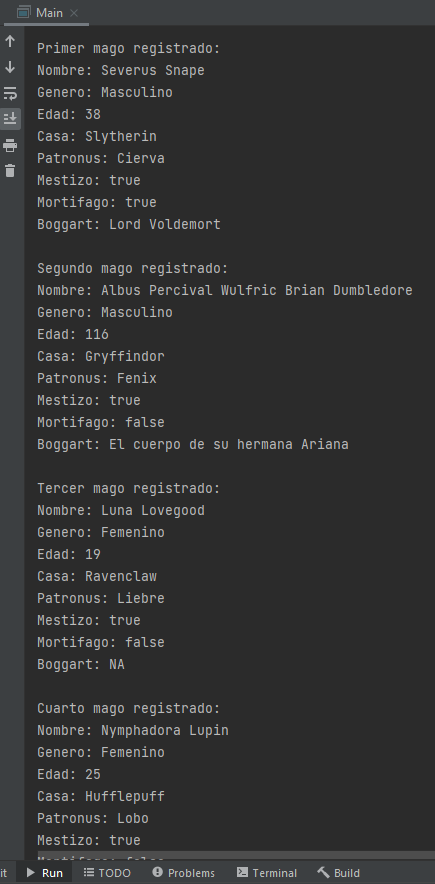 Main
Primer mago registrado:
Nombre: Severus Snape
Genero: Masculino
Edad: 38
Casa: Slytherin
Patronus: Cierva
Mestizo: true
Mortifago: true
Boggart: Lord Voldemort
Segundo mago registrado:
Nombre: Albus Percival Wulfric Brian Dumbledore
Genero: Masculino
Edad: 116
Casa: Gryffindor
Patronus: Fenix
Mestizo: true
Mortifago: false
Boggart: El cuerpo de su hermana Ariana
Tercer mago registrado:
Nombre: Luna Lovegood
Genero: Femenino
Edad: 19
Casa: Ravenclaw
Patronus: Liebre
Mestizo: true
Mortifago: false
Boggart: NA
Cuarto mago registrado:
Nombre: Nymphadora Lupin
Genero: Femenino
Edad: 25
Casa: Hufflepuff
Patronus: Lobo
Mestizo: true
it Run TODO Problems Terminal Build